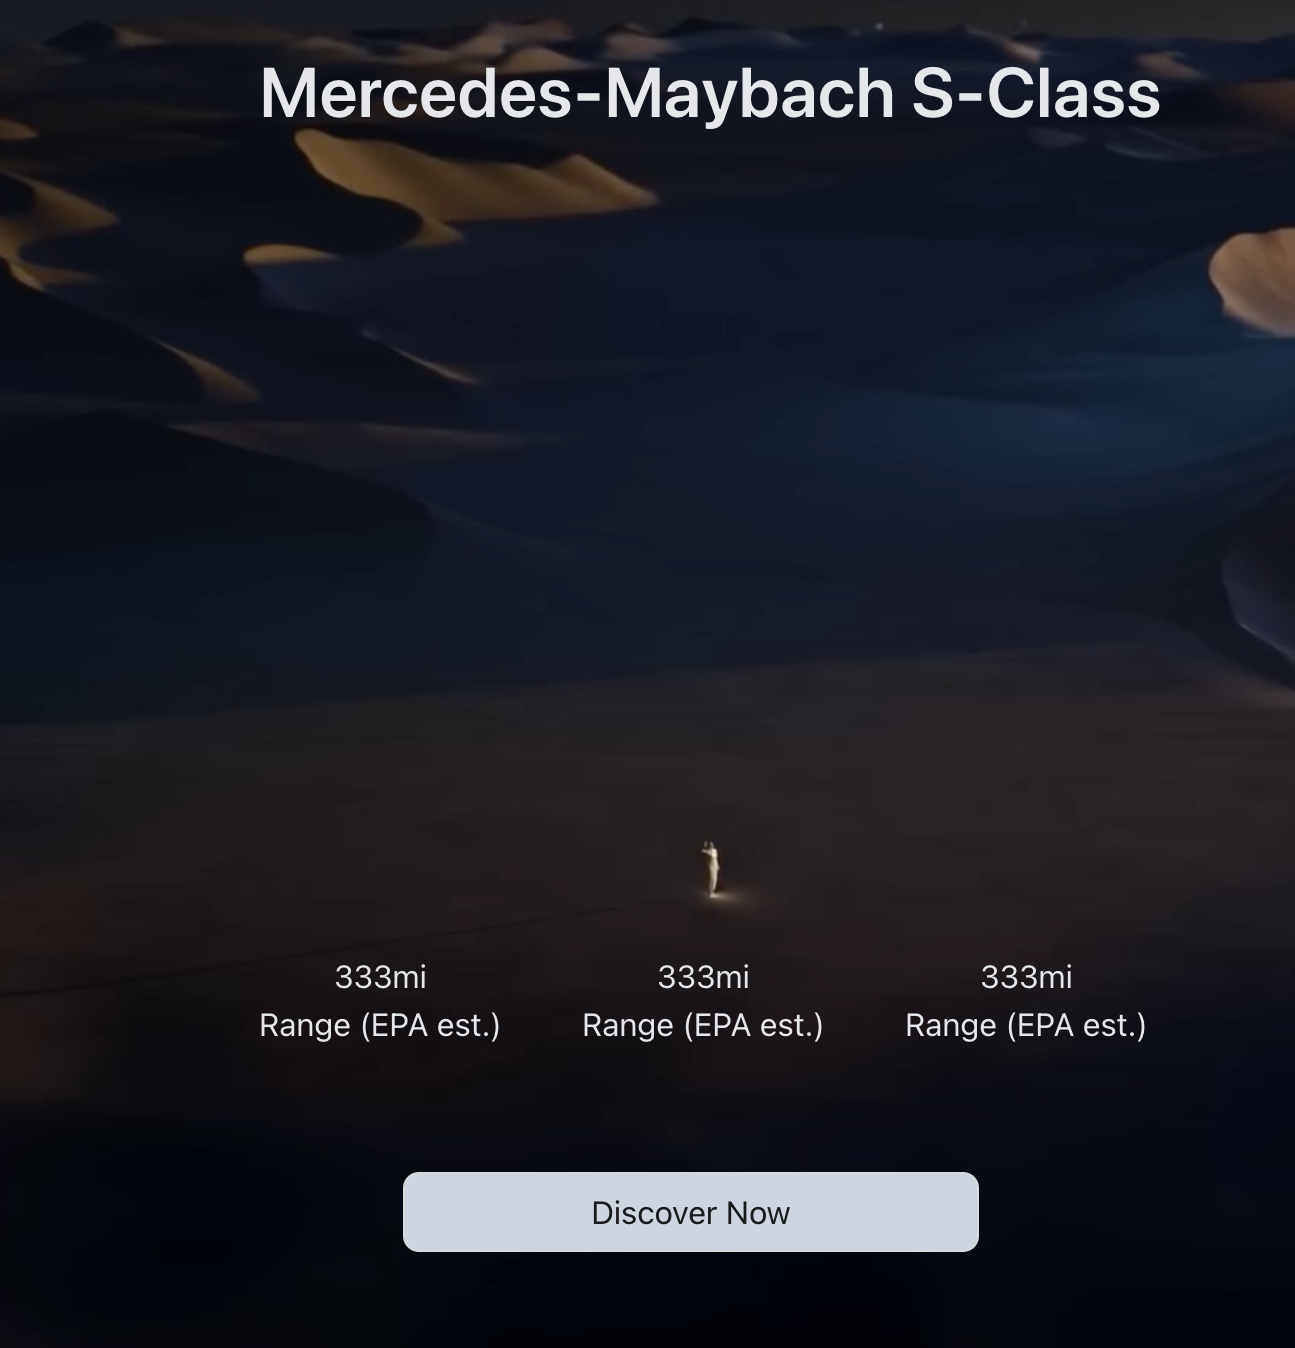 Mercedes-Maybach S-Class
333mi 333mi 333mi
Range (EPA est.) Range (EPA est.) Range (EPA est.)
Discover Now